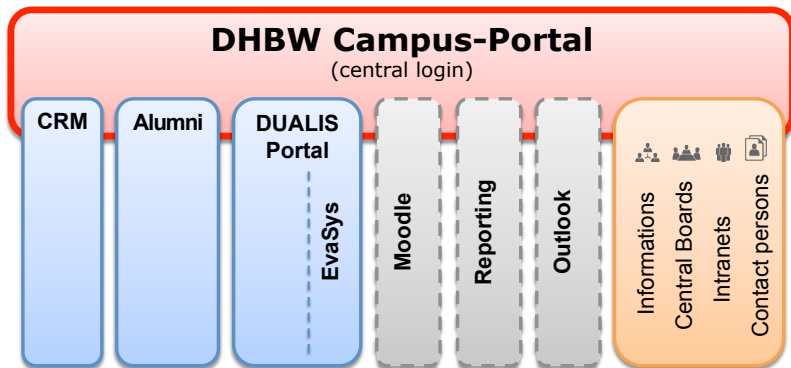 DHBW Campus-Portal
(central login)
CRM
Alumni
DUALIS
Portal
EvaSys
Moodle
Reporting
Outlook
Informations
Central Boards
Intranets
Contact persons